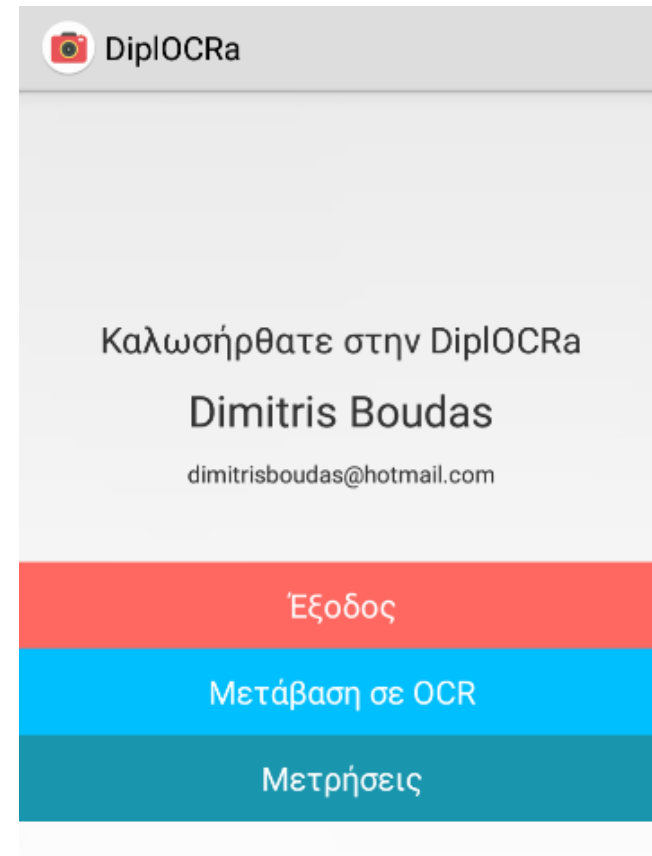 DiplOCRa
Καλωσήρθατε στην DiplOCRa
Dimitris Boudas
dimitrisboudas@hotmail.com
Έξοδος
Μετάβαση σε OCR
Μετρήσεις